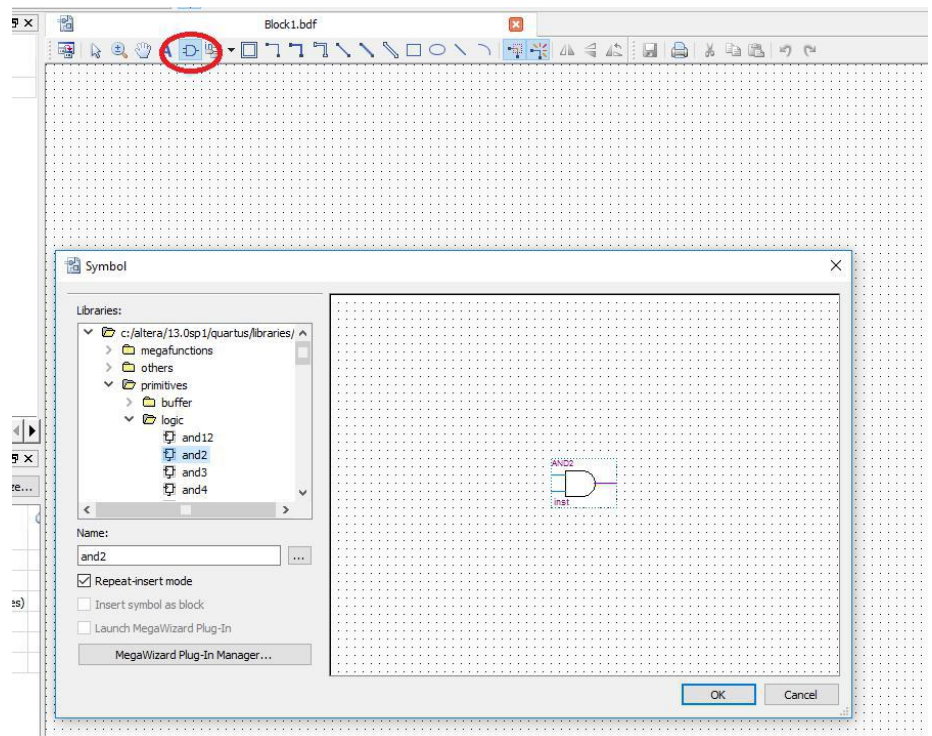 Block1.bdf
A
Symbol
Libraries:
c:/altera/13.0sp1/quartus/libraries/
megafunctions
others
primitives
buffer
logic
and12
and2
and3
and4
Name:
and2
...
Repeat-insert mode
Insert symbol as block
Launch MegaWizard Plug-In
MegaWizard Plug-In Manager...
AND2
inst
OK
Cancel
ze...
es)